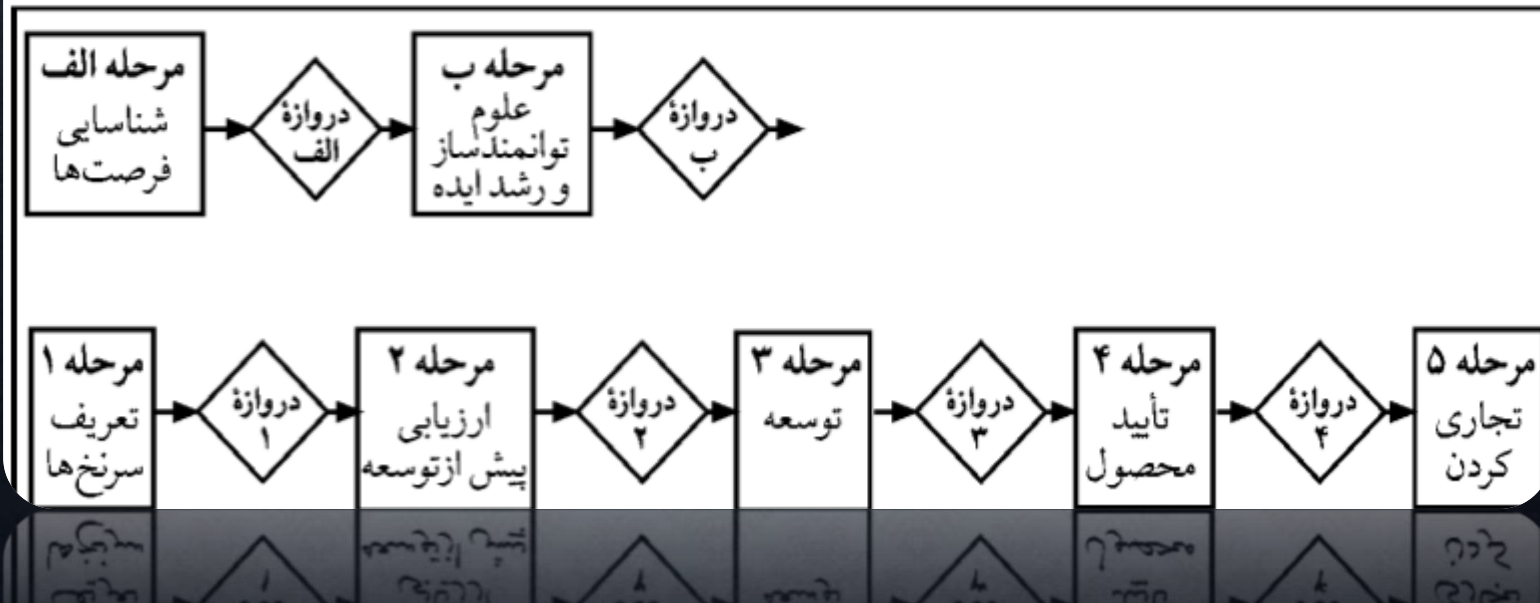 مرحله الف
شناسایی
فرصت‌ها
دروازهٔ
الف
مرحله ب
علوم
توانمندساز
و رشد ایده
دروازهٔ
ب
مرحله ۱
تعریف
سرنخ‌ها
دروازهٔ
۱
مرحله ۲
ارزیابی
پیش ازتوسعه
دروازهٔ
۲
مرحله ۳
توسعه
دروازهٔ
۳
مرحله ۴
تأیید
محصول
دروازهٔ
۴
مرحله ۵
تجاری
کردن